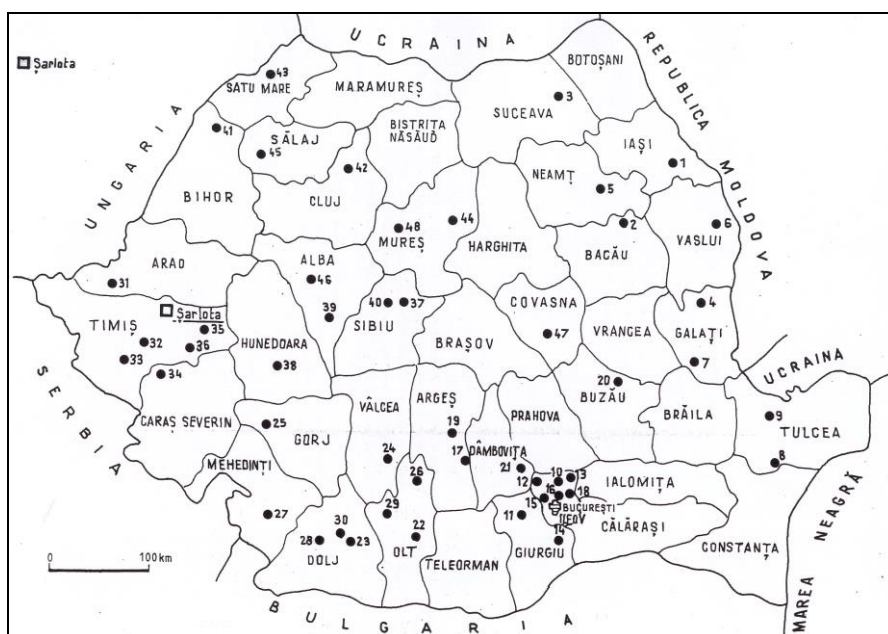 UCRAINA
Şarlota
REPUBLICA MOLDOVA
BOTOŞANI
43
SATU MARE
MARAMUREŞ
3
SUCEAVA
BISTRIŢA
NĂSĂUD
UNGARIA
41
SĂLAJ
45
IAŞI
1
42
NEAMŢ
5
BIHOR
CLUJ
48
44
MUREŞ
HARGHITA
2
BACĂU
6
VASLUI
ARAD
31
ALBA
46
40
37
39
SIBIU
COVASNA
47
BRAŞOV
VRANCEA
4
GALAŢI
7
Şarlota
TIMIŞ
35
32
36
33
34
HUNEDOARA
38
SERBIA
UCRAINA
CARAŞ SEVERIN
VÂLCEA
ARGEŞ
PRAHOVA
20
BUZĂU
BRĂILA
9
TULCEA
8
25
GORJ
19
17
DÂMBOVIŢA
24
MEHEDINŢI
26
21
10
13
12
16
18
15
IALOMIŢA
BUCUREŞTI
ILFOV
27
29
11
14
30
28
23
DOLJ
22
OLT
TELEORMAN
GIURGIU
CĂLĂRAŞI
CONSTANŢA
0
100 km
MAREA NEAGRĂ
BULGARIA